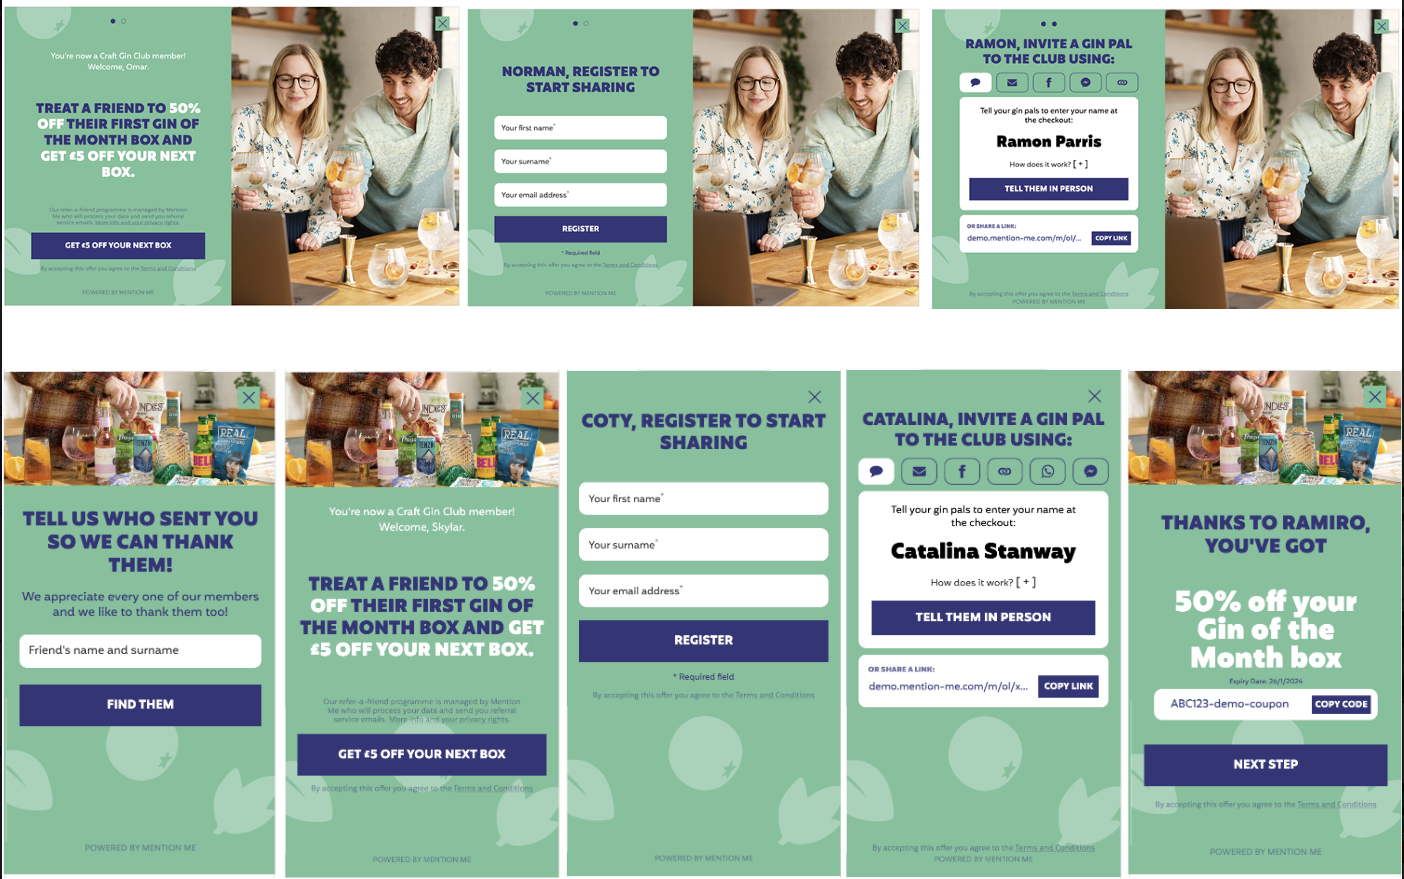 You're now a Craft Gin Club member!
Welcome, Omar.
TREAT A FRIEND TO 50%
OFF THEIR FIRST GIN OF
THE MONTH BOX AND
GET £5 OFF YOUR NEXT
BOX.
Our refer-a-friend programme is managed by Mention
Me who will process your data and send you referral
service emails. More info and your privacy rights.
GET £5 OFF YOUR NEXT BOX
By accepting this offer you agree to the Terms and Conditions
POWERED BY MENTION ME
NORMAN, REGISTER TO
START SHARING
Your first name*
Your surname*
Your email address*
REGISTER
* Required field
By accepting this offer you agree to the Terms and Conditions
POWERED BY MENTION ME
RAMON, INVITE A GIN PAL
TO THE CLUB USING:
Tell your gin pals to enter your name at
the checkout:
Ramon Parris
How does it work? [ + ]
TELL THEM IN PERSON
OR SHARE A LINK:
demo.mention-me.com/m/ol/...
COPY LINK
By accepting this offer you agree to the Terms and Conditions
POWERED BY MENTION ME
REAL
BEL
TELL US WHO SENT YOU
SO WE CAN THANK
THEM!
We appreciate every one of our members
and we like to thank them too!
Friend's name and surname
FIND THEM
POWERED BY MENTION ME
REAL
BEL
You're now a Craft Gin Club member!
Welcome, Skylar.
TREAT A FRIEND TO 50%
OFF THEIR FIRST GIN OF
THE MONTH BOX AND GET
£5 OFF YOUR NEXT BOX.
Our refer-a-friend programme is managed by Mention
Me who will process your data and send you referral
service emails. More info and your privacy rights.
GET £5 OFF YOUR NEXT BOX
By accepting this offer you agree to the Terms and Conditions
POWERED BY MENTION ME
COTY, REGISTER TO START
SHARING
Your first name*
Your surname*
Your email address*
REGISTER
* Required field
By accepting this offer you agree to the Terms and Conditions
POWERED BY MENTION ME
CATALINA, INVITE A GIN PAL
TO THE CLUB USING:
Tell your gin pals to enter your name at
the checkout:
Catalina Stanway
How does it work? [ + ]
TELL THEM IN PERSON
OR SHARE A LINK:
demo.mention-me.com/m/ol/x...
COPY LINK
By accepting this offer you agree to the Terms and Conditions
POWERED BY MENTION ME
REAL
BEL
THANKS TO RAMIRO,
YOU'VE GOT
50% off your
Gin of the
Month box
Expiry Date: 26/1/2024
ABC123-demo-coupon
COPY CODE
NEXT STEP
By accepting this offer you agree to the Terms and Conditions
POWERED BY MENTION ME